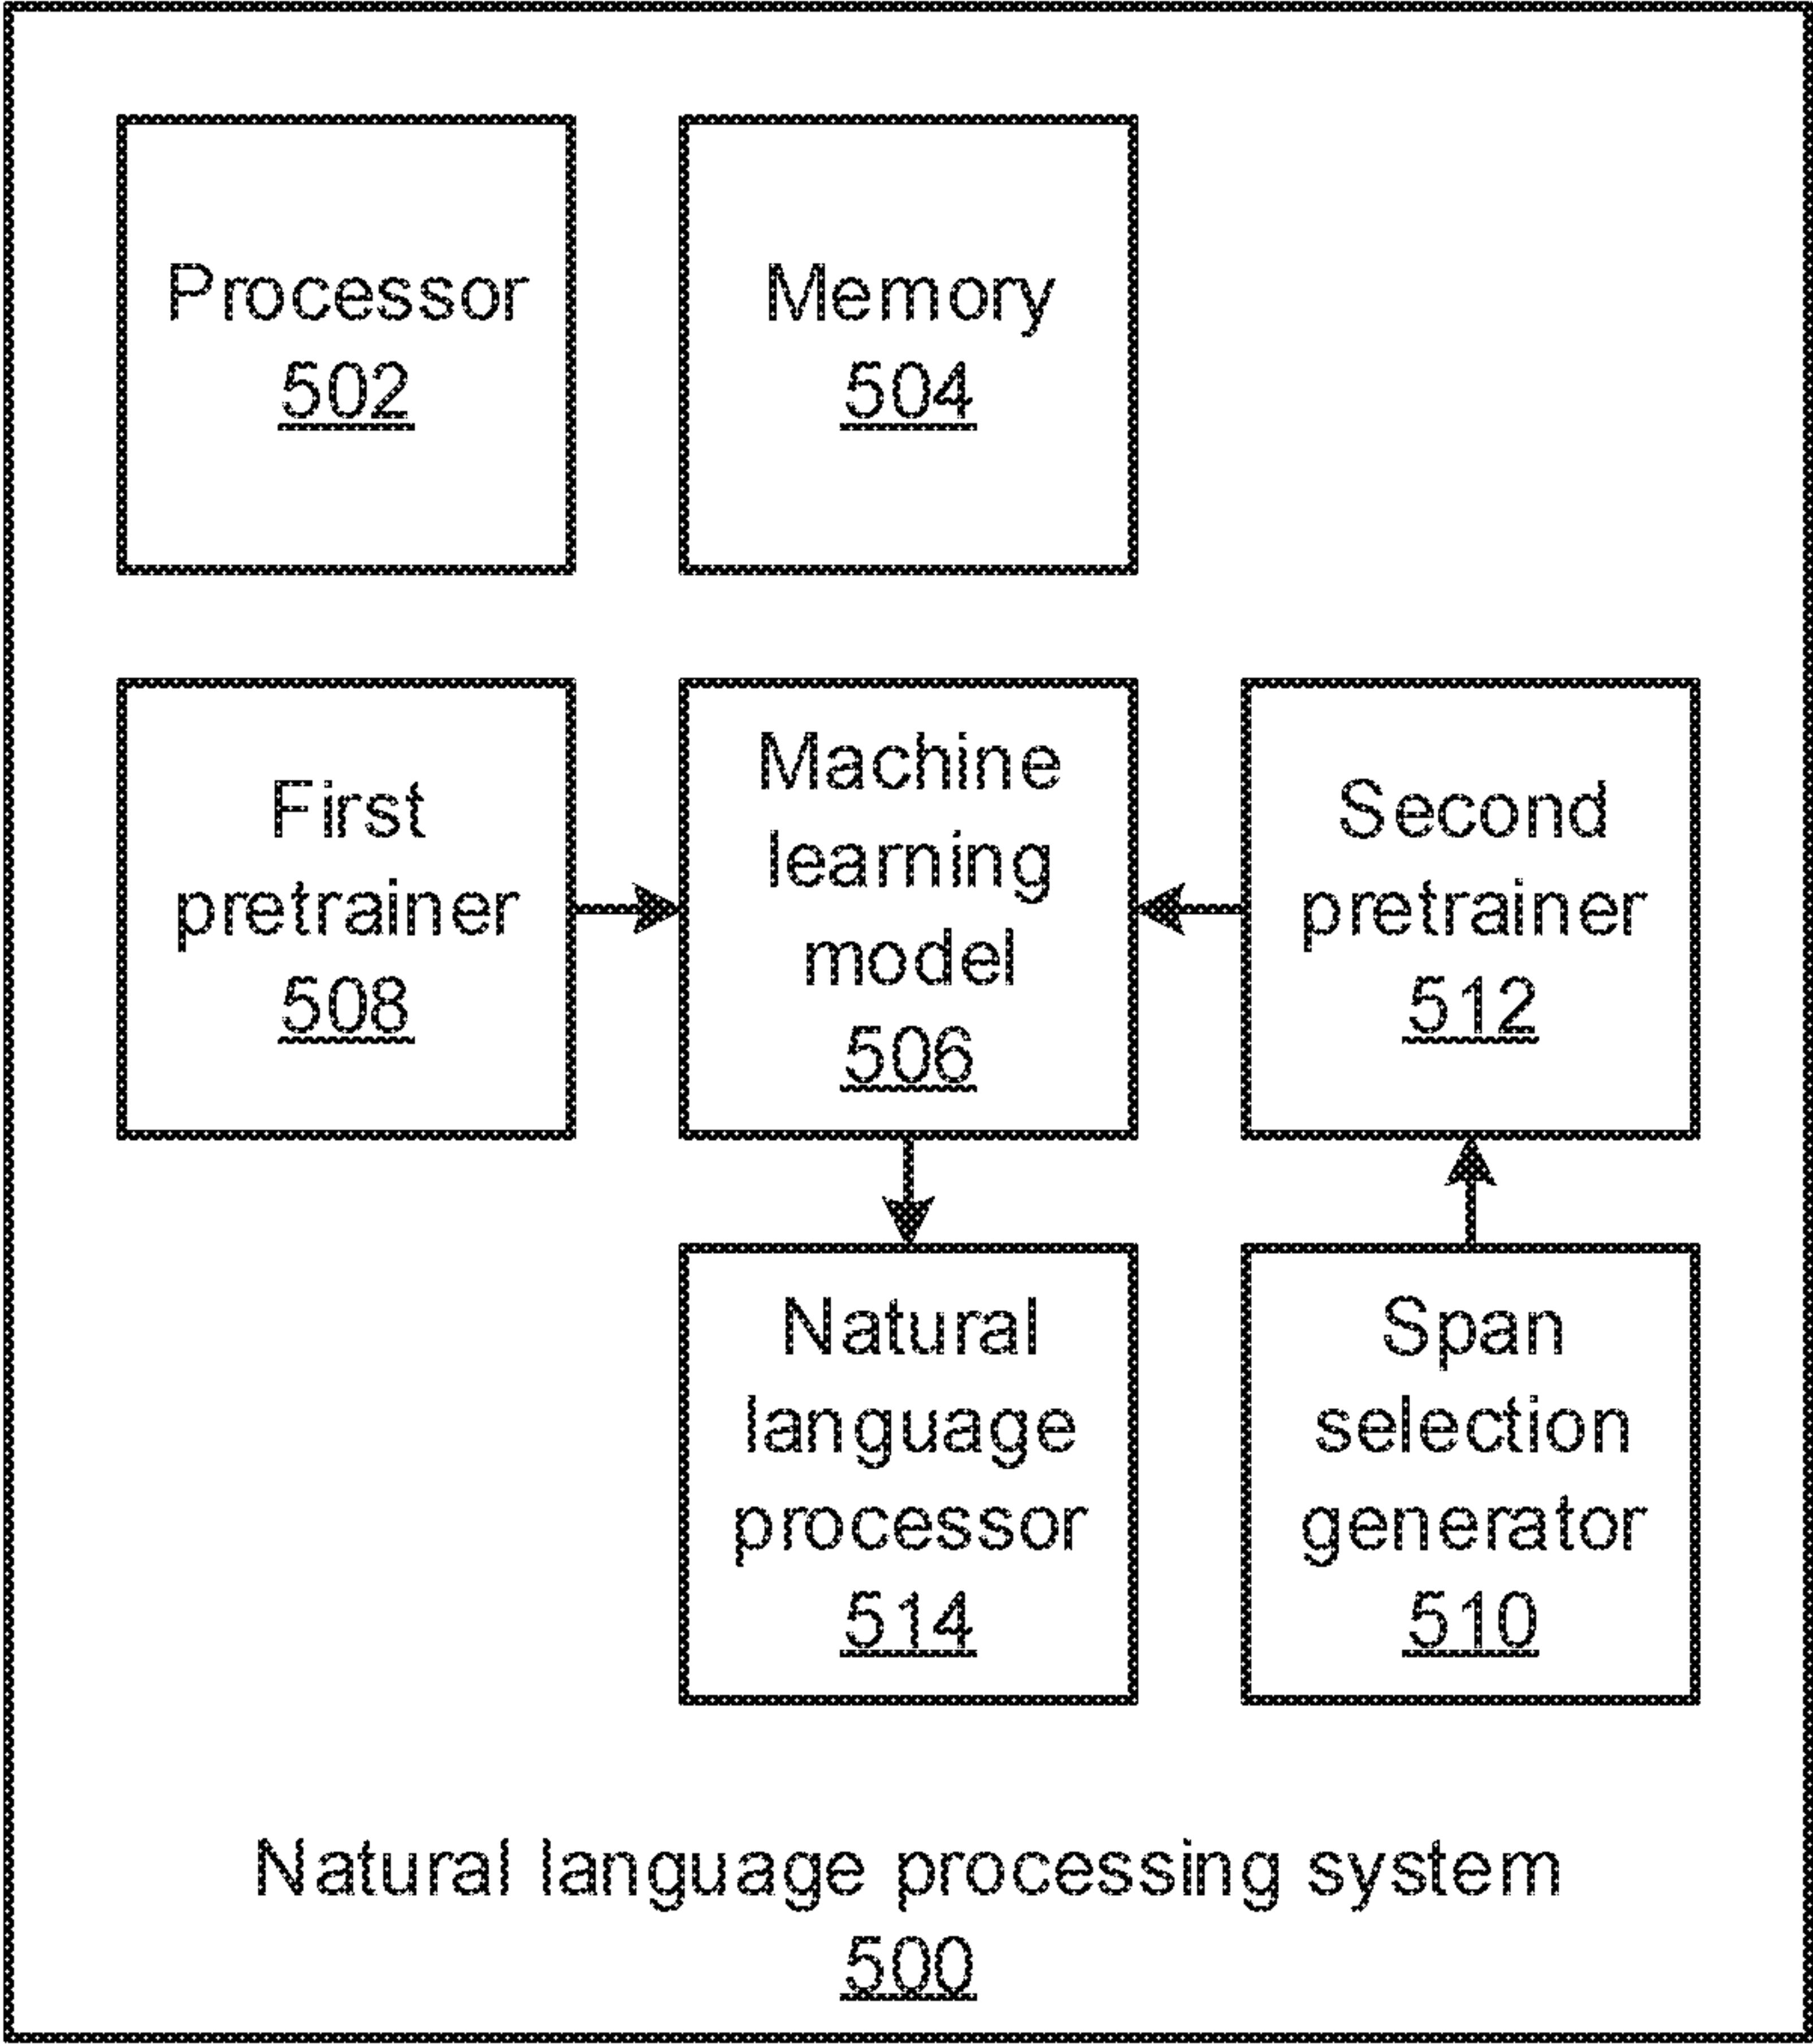 Processor
502
Memory
504
First
pretrainer
508
Machine
learning
model
506
Second
pretrainer
512
Natural
language
processor
514
Span
selection
generator
510
Natural language processing system
500